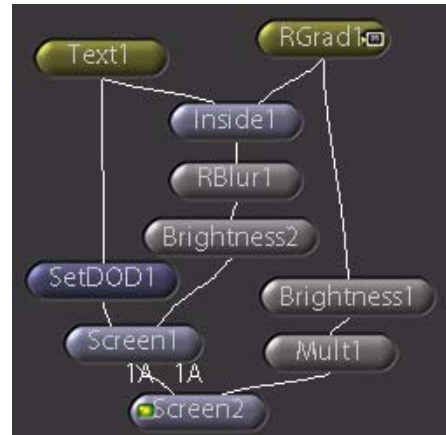 Text1
RGrad1
Inside1
RBlur1
Brightness2
SetDOD1
Brightness1
Screen1
Mult1
1A 1A
Screen2